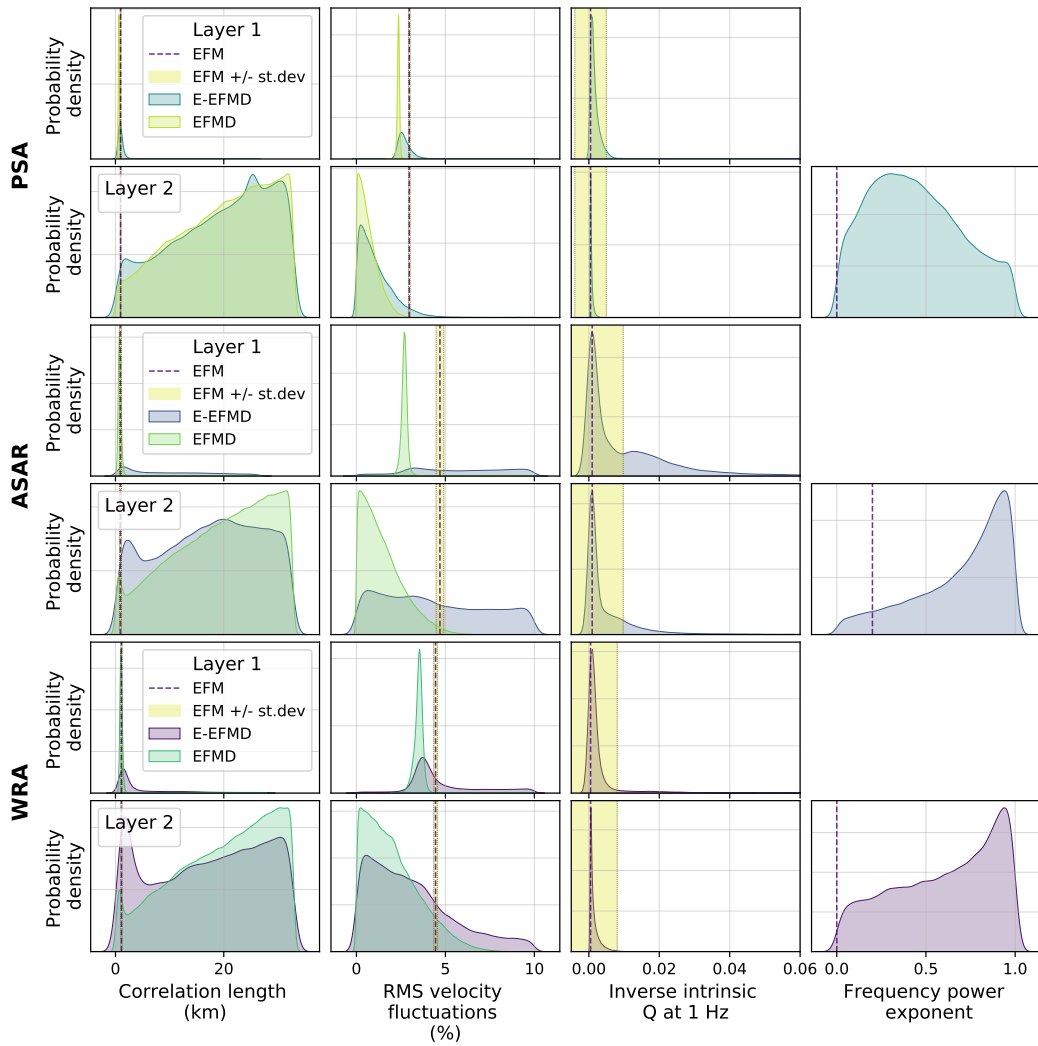 PSA
Probability
density
Layer 1
EFM
EFM +/- st.dev
E-EFMD
EFMD
Probability
density
Layer 2
ASAR
Probability
density
Layer 1
EFM
EFM +/- st.dev
E-EFMD
EFMD
Probability
density
Layer 2
WRA
Probability
density
Layer 1
EFM
EFM +/- st.dev
E-EFMD
EFMD
Probability
density
Layer 2
0 20
Correlation length
(km)
0 5 10
RMS velocity
fluctuations
(%)
0.00 0.02 0.04 0.06
Inverse intrinsic
Q at 1 Hz
0.0 0.5 1.0
Frequency power
exponent